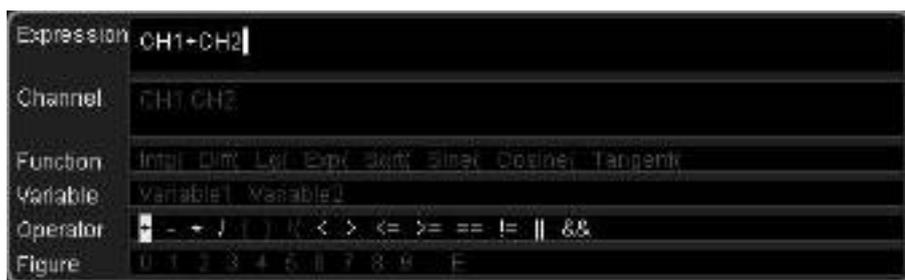 Expression CH1+CH2
Channel CH1 CH2
Function Intg( Diff( Lg( Exp( Sqrt( Sine( Cosine( Tangent(
Variable Variable1 Variable2
Operator + - * / ( ) < > <= >= == != || &&
Figure 0 1 2 3 4 5 6 7 8 9 E